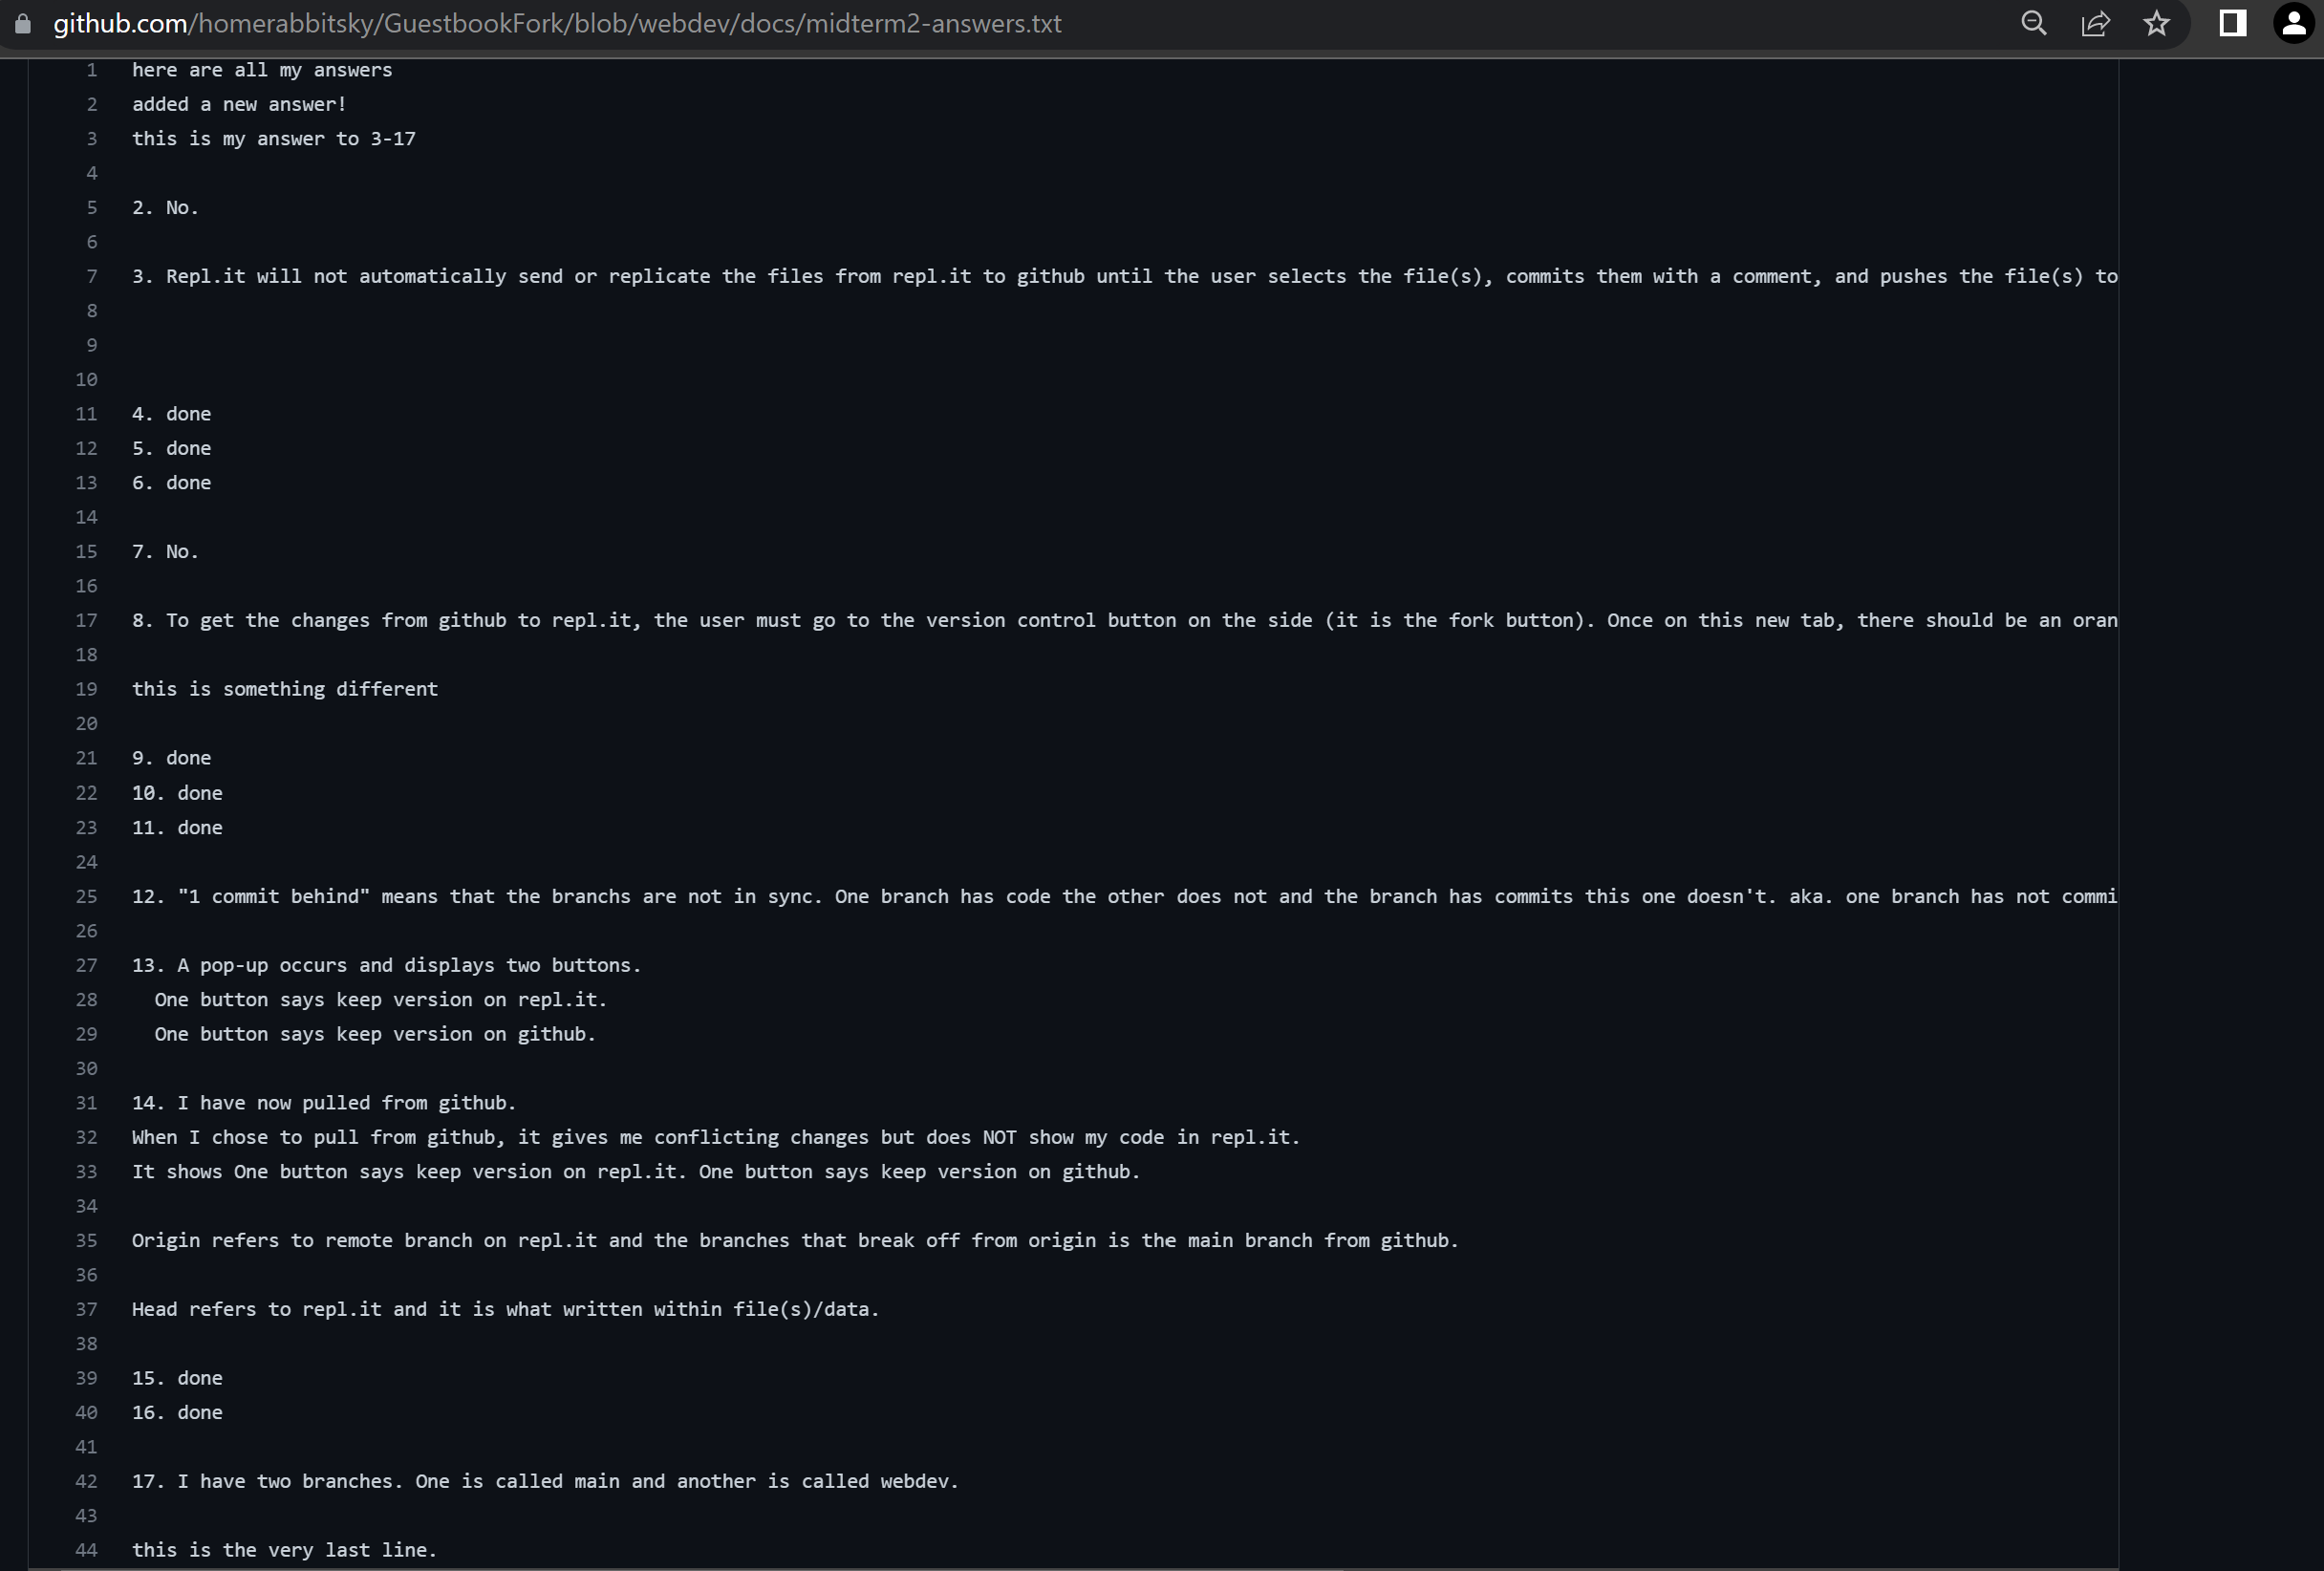 github.com/homerabbitsky/GuestbookFork/blob/webdev/docs/midterm2-answers.txt
1 here are all my answers
2 added a new answer!
3 this is my answer to 3-17
4
5 2. No.
6
7 3. Repl.it will not automatically send or replicate the files from repl.it to github until the user selects the file(s), commits them with a comment, and pushes the file(s) to
8
9
10
11 4. done
12 5. done
13 6. done
14
15 7. No.
16
17 8. To get the changes from github to repl.it, the user must go to the version control button on the side (it is the fork button). Once on this new tab, there should be an oran
18
19 this is something different
20
21 9. done
22 10. done
23 11. done
24
25 12. "1 commit behind" means that the branchs are not in sync. One branch has code the other does not and the branch has commits this one doesn't. aka. one branch has not commi
26
27 13. A pop-up occurs and displays two buttons.
28 One button says keep version on repl.it.
29 One button says keep version on github.
30
31 14. I have now pulled from github.
32 When I chose to pull from github, it gives me conflicting changes but does NOT show my code in repl.it.
33 It shows One button says keep version on repl.it. One button says keep version on github.
34
35 Origin refers to remote branch on repl.it and the branches that break off from origin is the main branch from github.
36
37 Head refers to repl.it and it is what written within file(s)/data.
38
39 15. done
40 16. done
41
42 17. I have two branches. One is called main and another is called webdev.
43
44 this is the very last line.